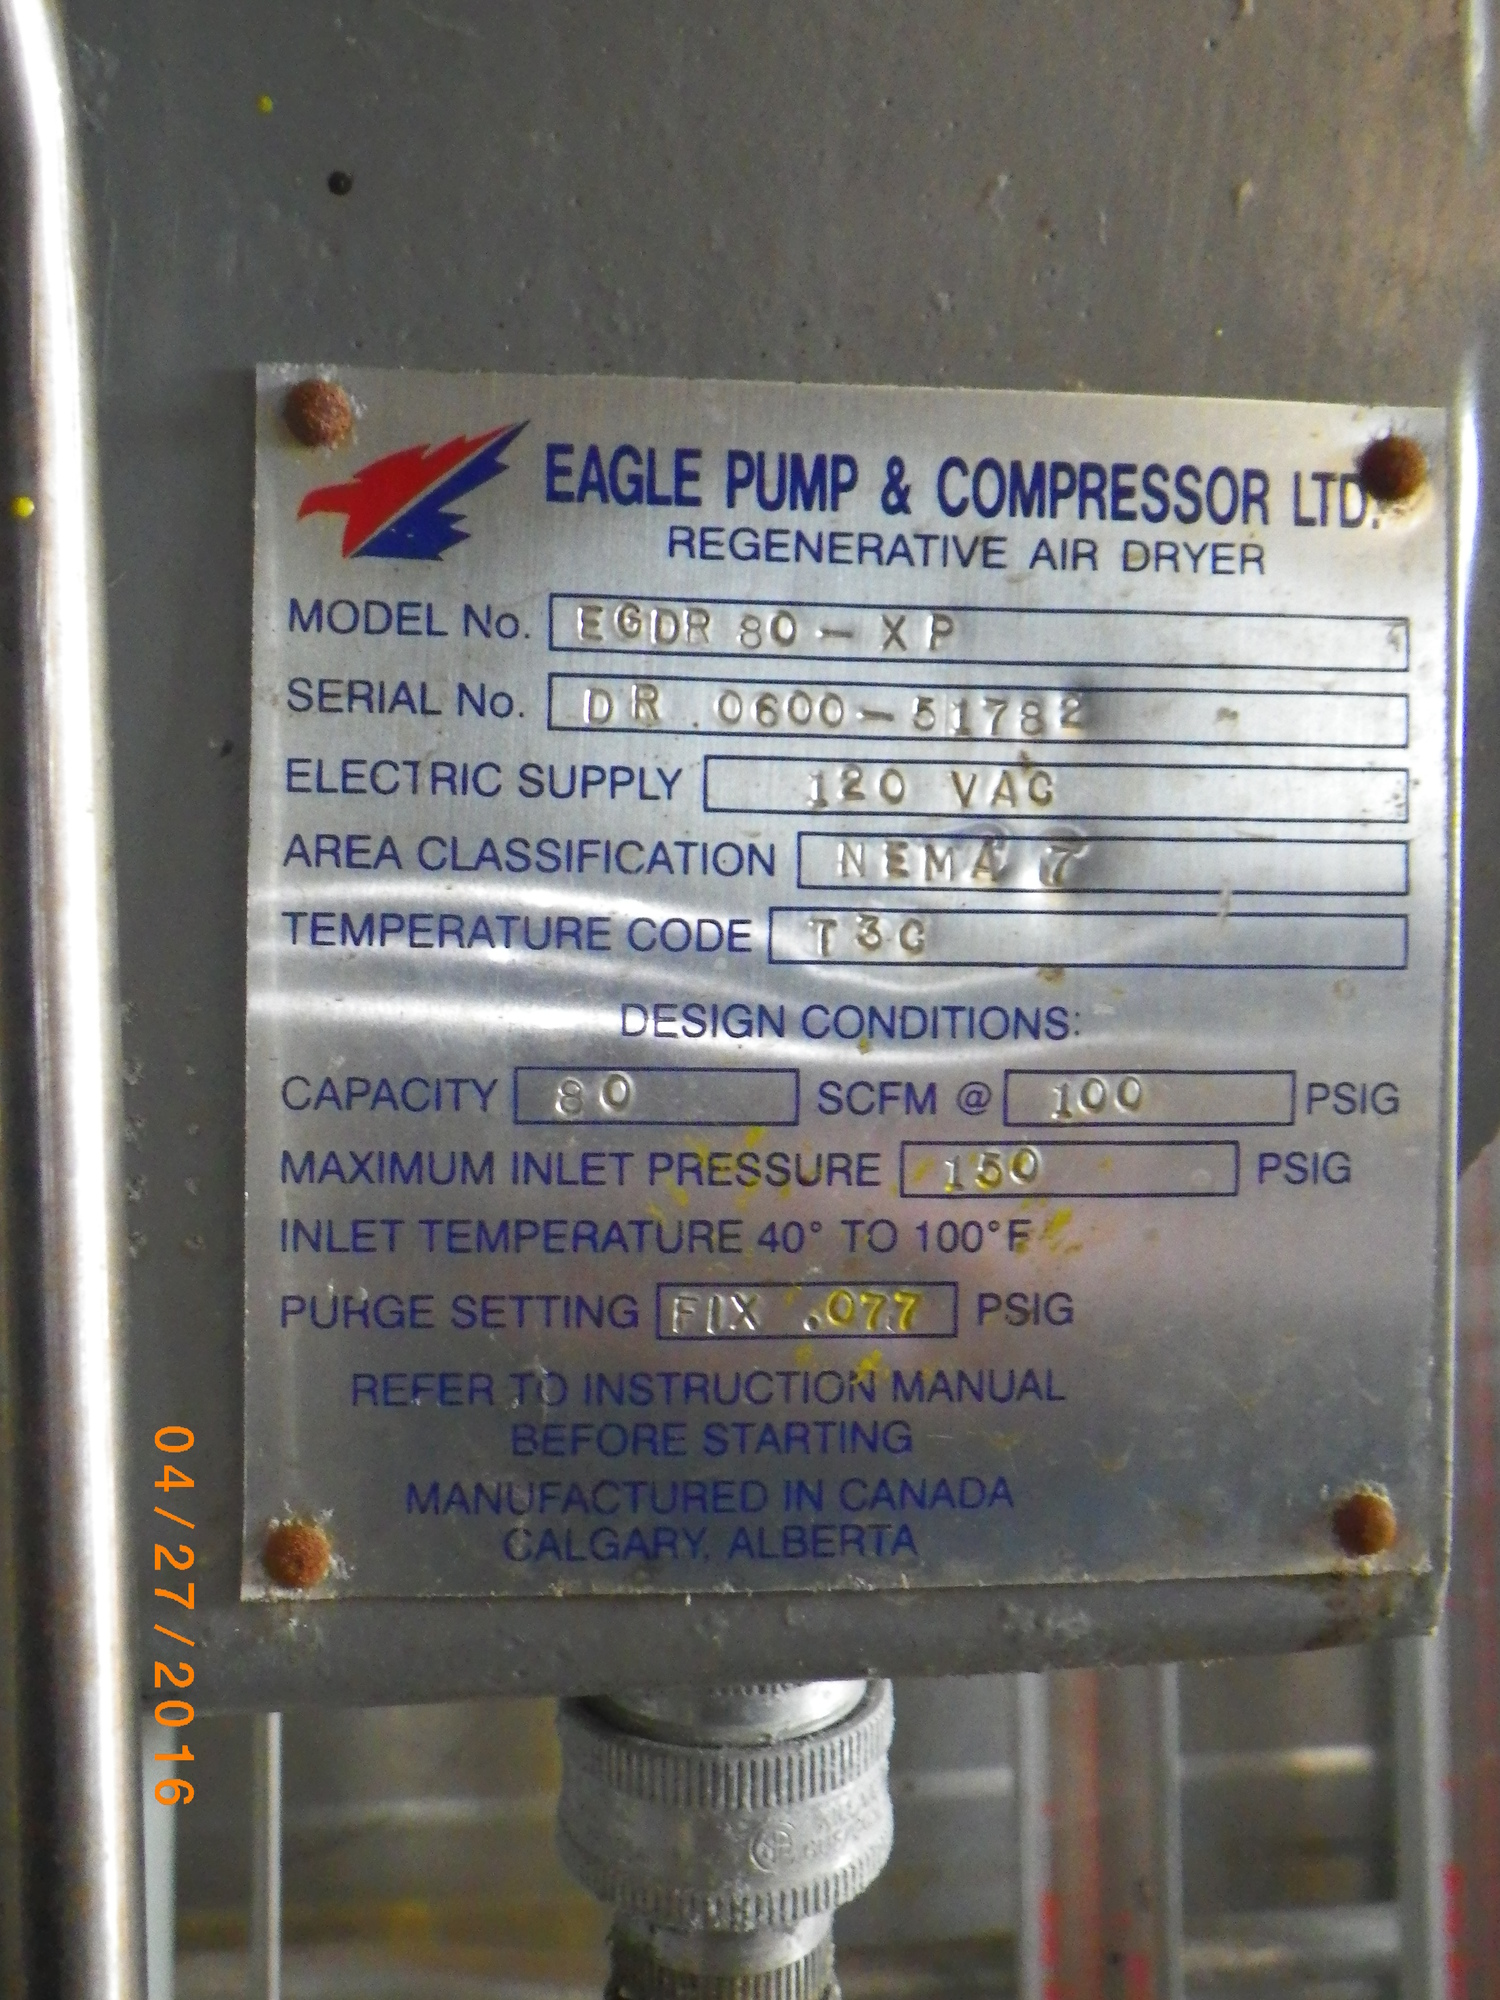 EAGLE PUMP & COMPRESSOR LTD.
REGENERATIVE AIR DRYER
MODEL No. EGDR 80 - XP
SERIAL No. DR. 0600-51782
ELECTRIC SUPPLY 120 VAC
AREA CLASSIFICATION NEMA 7
TEMPERATURE CODE T3C
DESIGN CONDITIONS:
CAPACITY 80 SCFM @ 100 PSIG
MAXIMUM INLET PRESSURE 150 PSIG
INLET TEMPERATURE 40° TO 100°F
PURGE SETTING FIX .077 PSIG
REFER TO INSTRUCTION MANUAL
BEFORE STARTING
MANUFACTURED IN CANADA
CALGARY, ALBERTA
04/27/2016